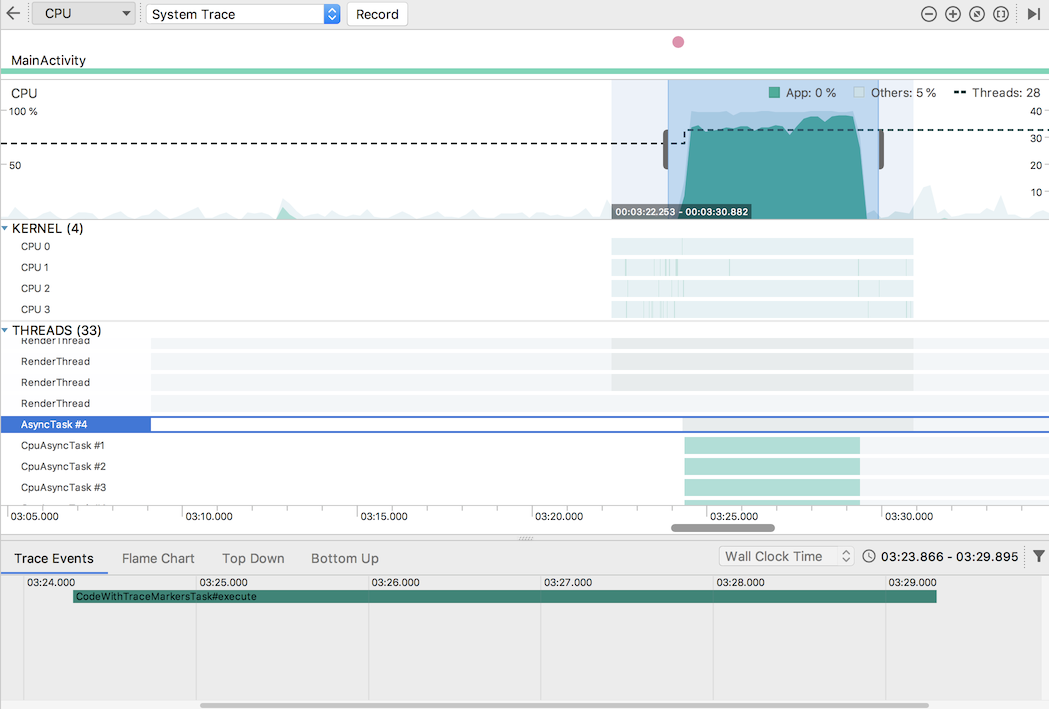 CPU System Trace Record
MainActivity
CPU App: 0 % Others: 5 % Threads: 28
100 % 40
30
50 20
10
00:03:22.253 - 00:03:30.882
KERNEL (4)
CPU 0
CPU 1
CPU 2
CPU 3
THREADS (33)
RenderThread
RenderThread
RenderThread
RenderThread
AsyncTask #4
CpuAsyncTask #1
CpuAsyncTask #2
CpuAsyncTask #3
03:05.000 03:10.000 03:15.000 03:20.000 03:25.000 03:30.000
Trace Events Flame Chart Top Down Bottom Up Wall Clock Time 03:23.866 - 03:29.895
03:24.000 03:25.000 03:26.000 03:27.000 03:28.000 03:29.000
CodeWithTraceMarkersTask#execute